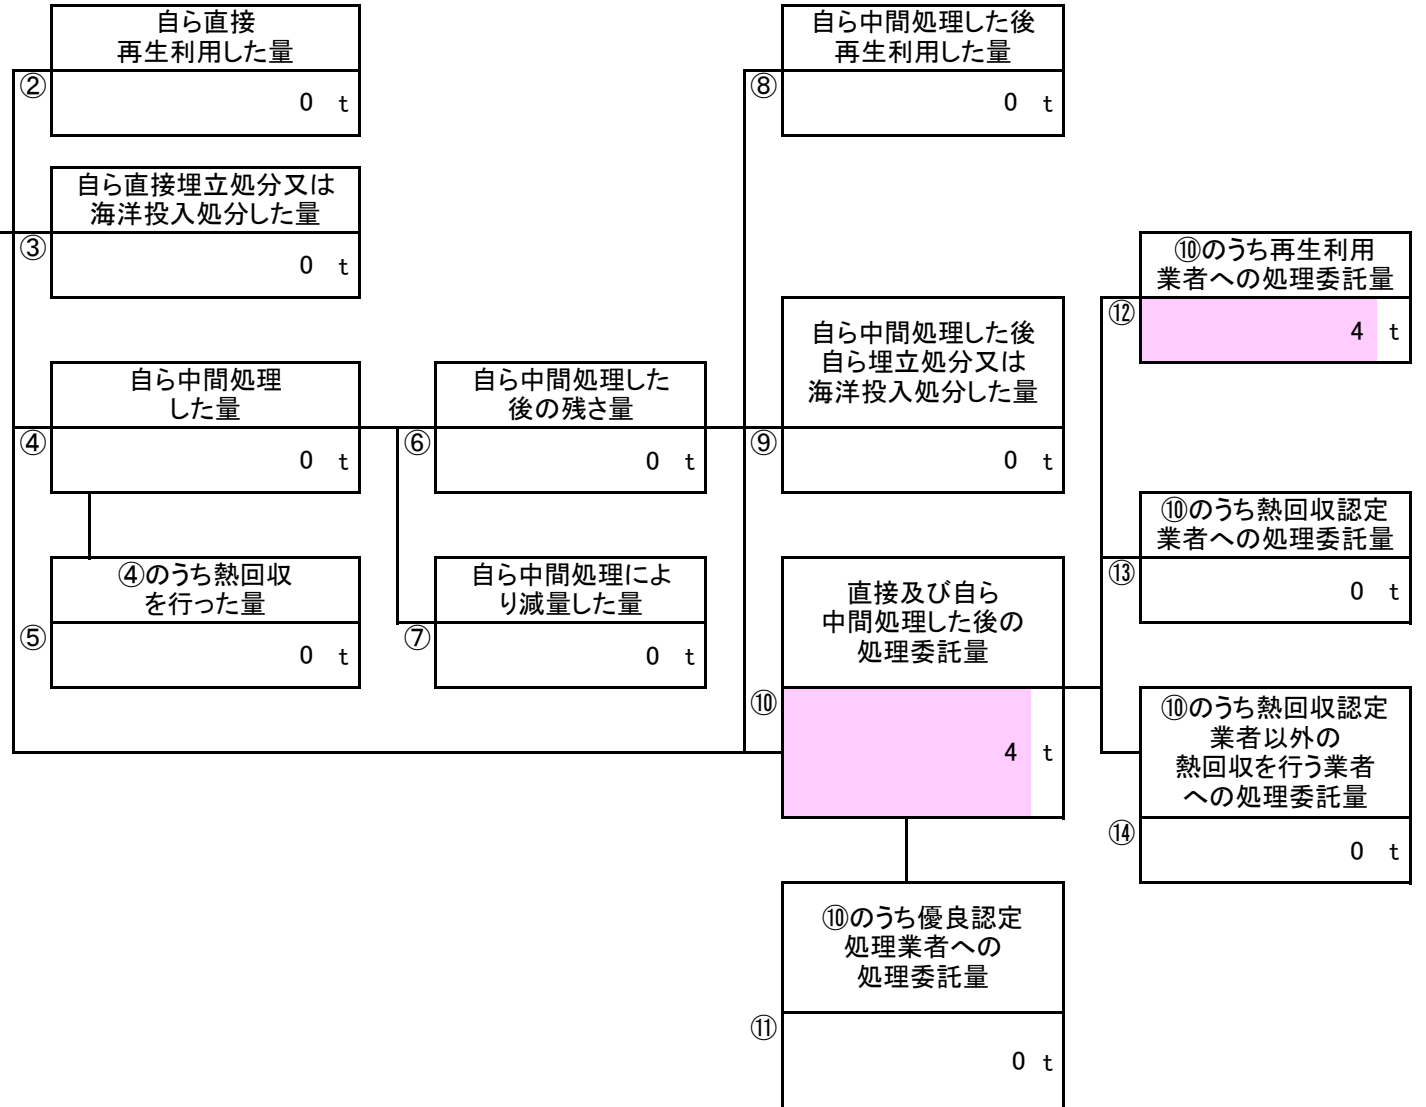 自ら直接
再生利用した量
②
0 t
自ら直接埋立処分又は
海洋投入処分した量
③
0 t
自ら中間処理
した量
④
0 t
④のうち熱回収
を行った量
⑤
0 t
自ら中間処理した
後の残さ量
⑥
0 t
自ら中間処理によ
り減量した量
⑦
0 t
自ら中間処理した後
再生利用した量
⑧
0 t
自ら中間処理した後
自ら埋立処分又は
海洋投入処分した量
⑨
0 t
直接及び自ら
中間処理した後の
処理委託量
⑩
4 t
⑩のうち優良認定
処理業者への
処理委託量
⑪
0 t
⑩のうち再生利用
業者への処理委託量
⑫
4 t
⑩のうち熱回収認定
業者への処理委託量
⑬
0 t
⑩のうち熱回収認定
業者以外の
熱回収を行う業者
への処理委託量
⑭
0 t